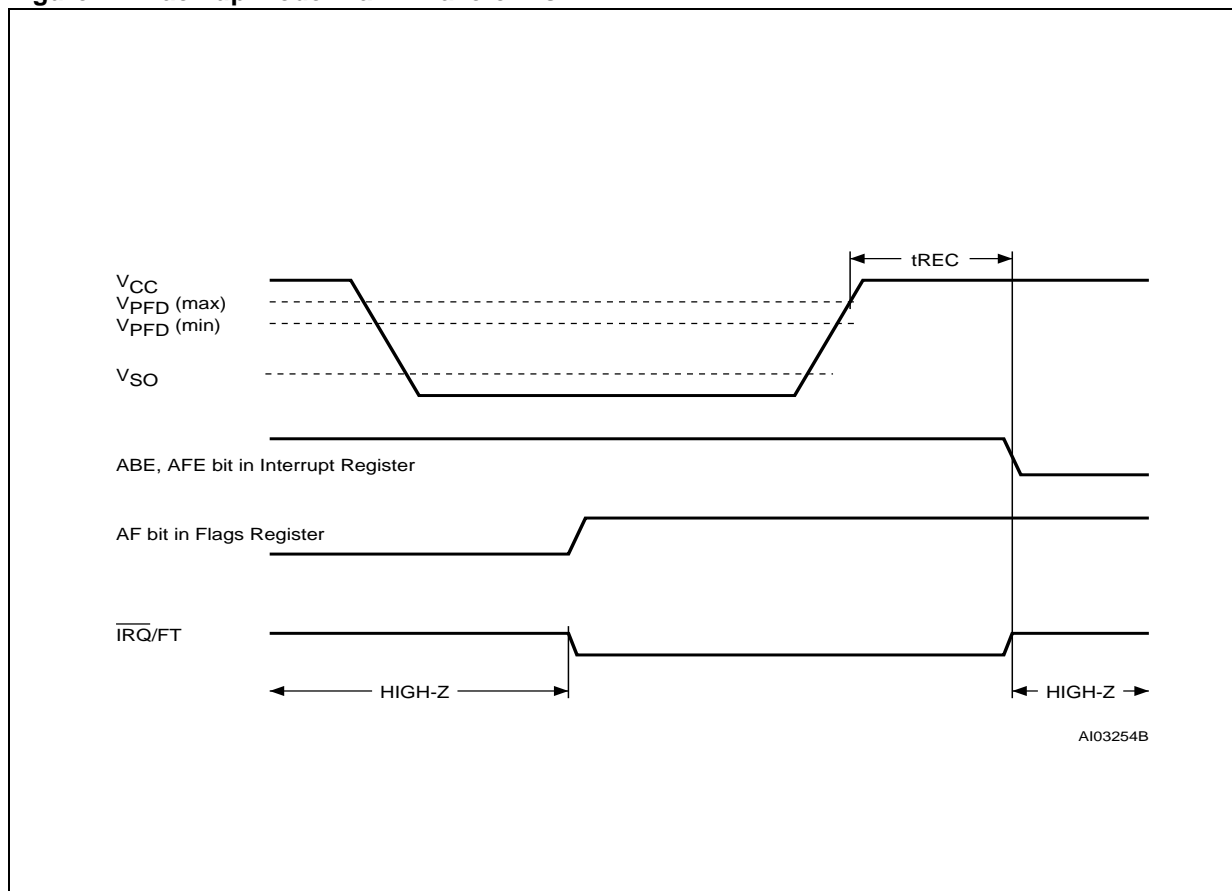 tREC
VCC
VPFD (max)
VPFD (min)
VSO
ABE, AFE bit in Interrupt Register
AF bit in Flags Register
IRQ/FT
HIGH-Z
HIGH-Z
AI03254B